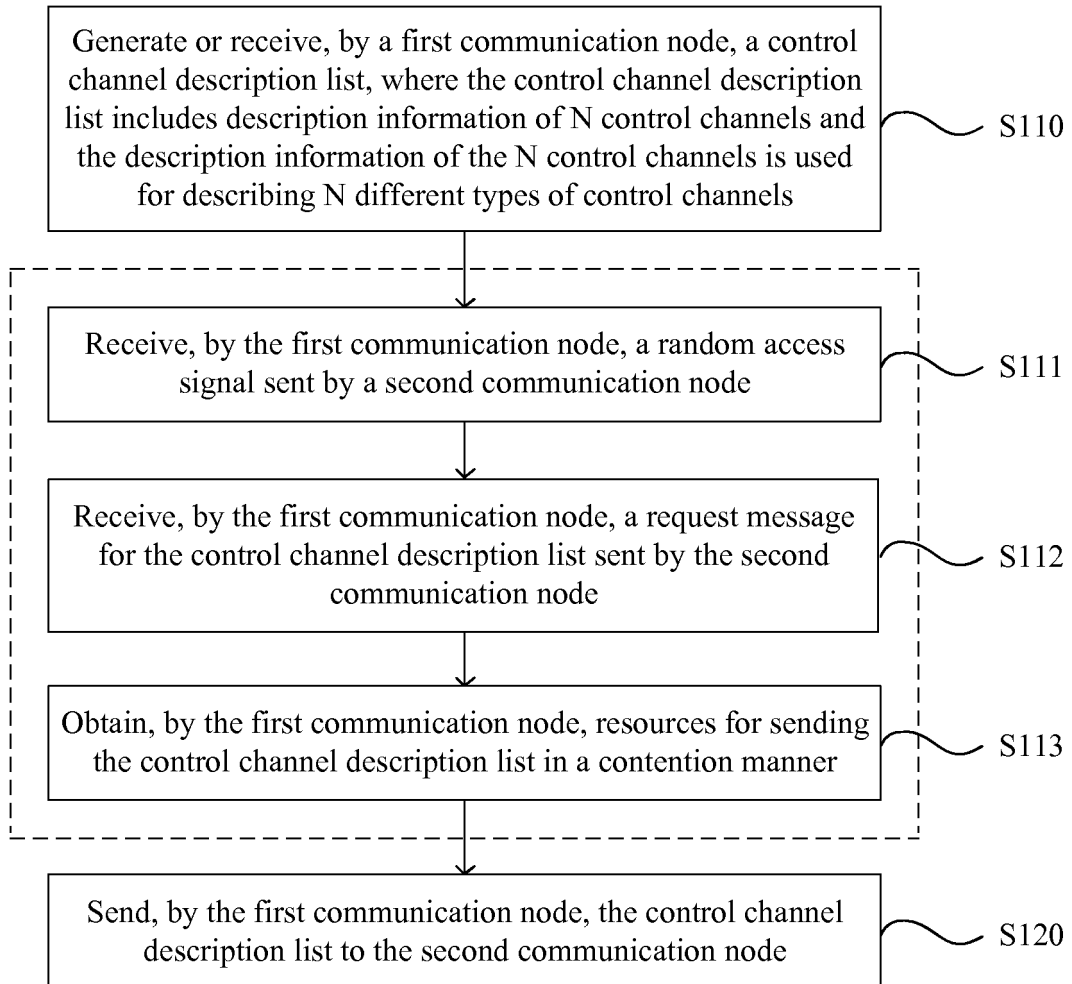 Generate or receive, by a first communication node, a control
channel description list, where the control channel description
list includes description information of N control channels and
the description information of the N control channels is used
for describing N different types of control channels
S110
Receive, by the first communication node, a random access
signal sent by a second communication node
S111
Receive, by the first communication node, a request message
for the control channel description list sent by the second
communication node
S112
Obtain, by the first communication node, resources for sending
the control channel description list in a contention manner
S113
Send, by the first communication node, the control channel
description list to the second communication node
S120